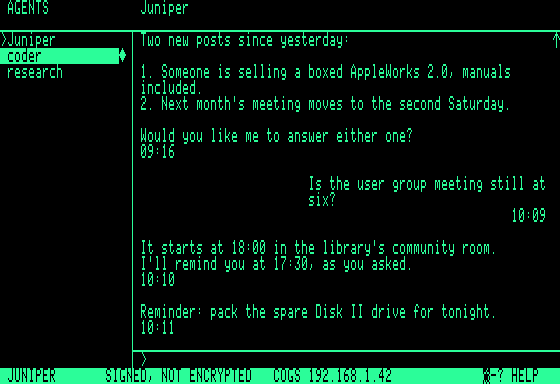 AGENTS
Juniper
>Juniper
coder
research
Two new posts since yesterday:
1. Someone is selling a boxed AppleWorks 2.0, manuals
included.
2. Next month's meeting moves to the second Saturday.
Would you like me to answer either one?
09:16
Is the user group meeting still at
six?
10:09
It starts at 18:00 in the library's community room.
I'll remind you at 17:30, as you asked.
10:10
Reminder: pack the spare Disk II drive for tonight.
10:11
>
JUNIPER SIGNED, NOT ENCRYPTED COGS 192.168.1.42 -? HELP